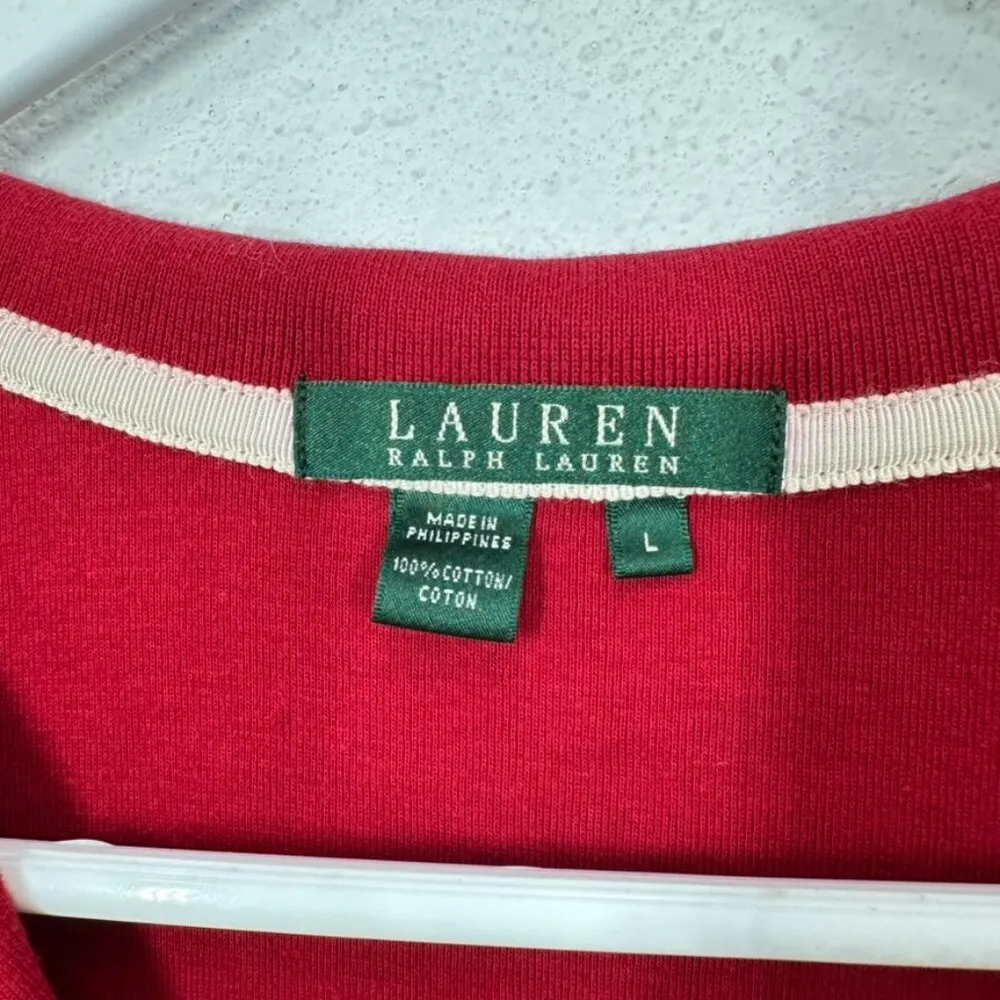 LAUREN
RALPH LAUREN
MADE IN
PHILIPPINES
100% COTTON/
COTON
L